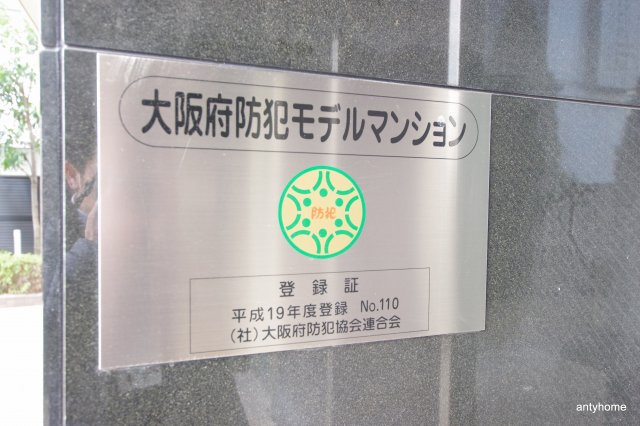 大阪府防犯モデルマンション
防犯
登録証
平成19年度登録 No.110
(社)大阪府防犯協会連合会
antyhome